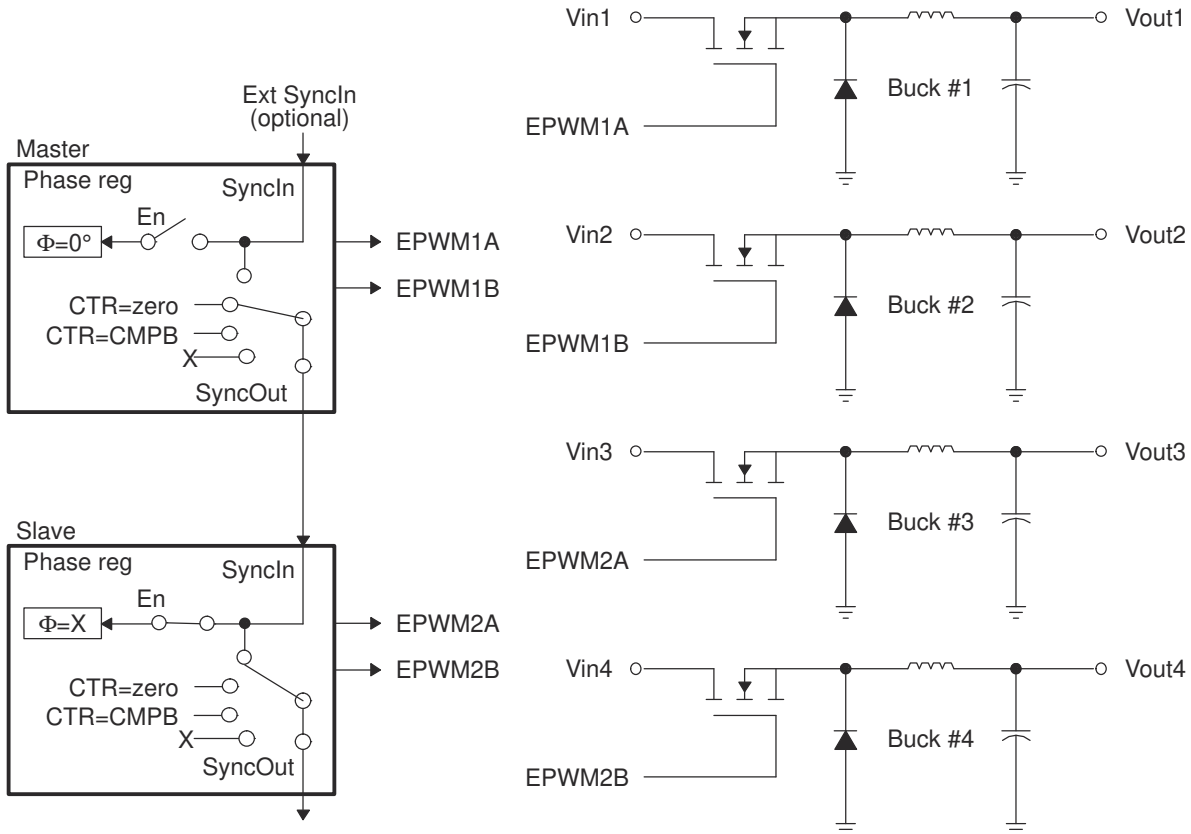 Ext SyncIn
(optional)
Master
Phase reg
SyncIn
En
Φ=0°
EPWM1A
EPWM1B
CTR=zero
CTR=CMPB
X
SyncOut
Slave
Phase reg
SyncIn
En
Φ=X
EPWM2A
EPWM2B
CTR=zero
CTR=CMPB
X
SyncOut
Vin1
Vout1
Buck #1
EPWM1A
Vin2
Vout2
Buck #2
EPWM1B
Vin3
Vout3
Buck #3
EPWM2A
Vin4
Vout4
Buck #4
EPWM2B